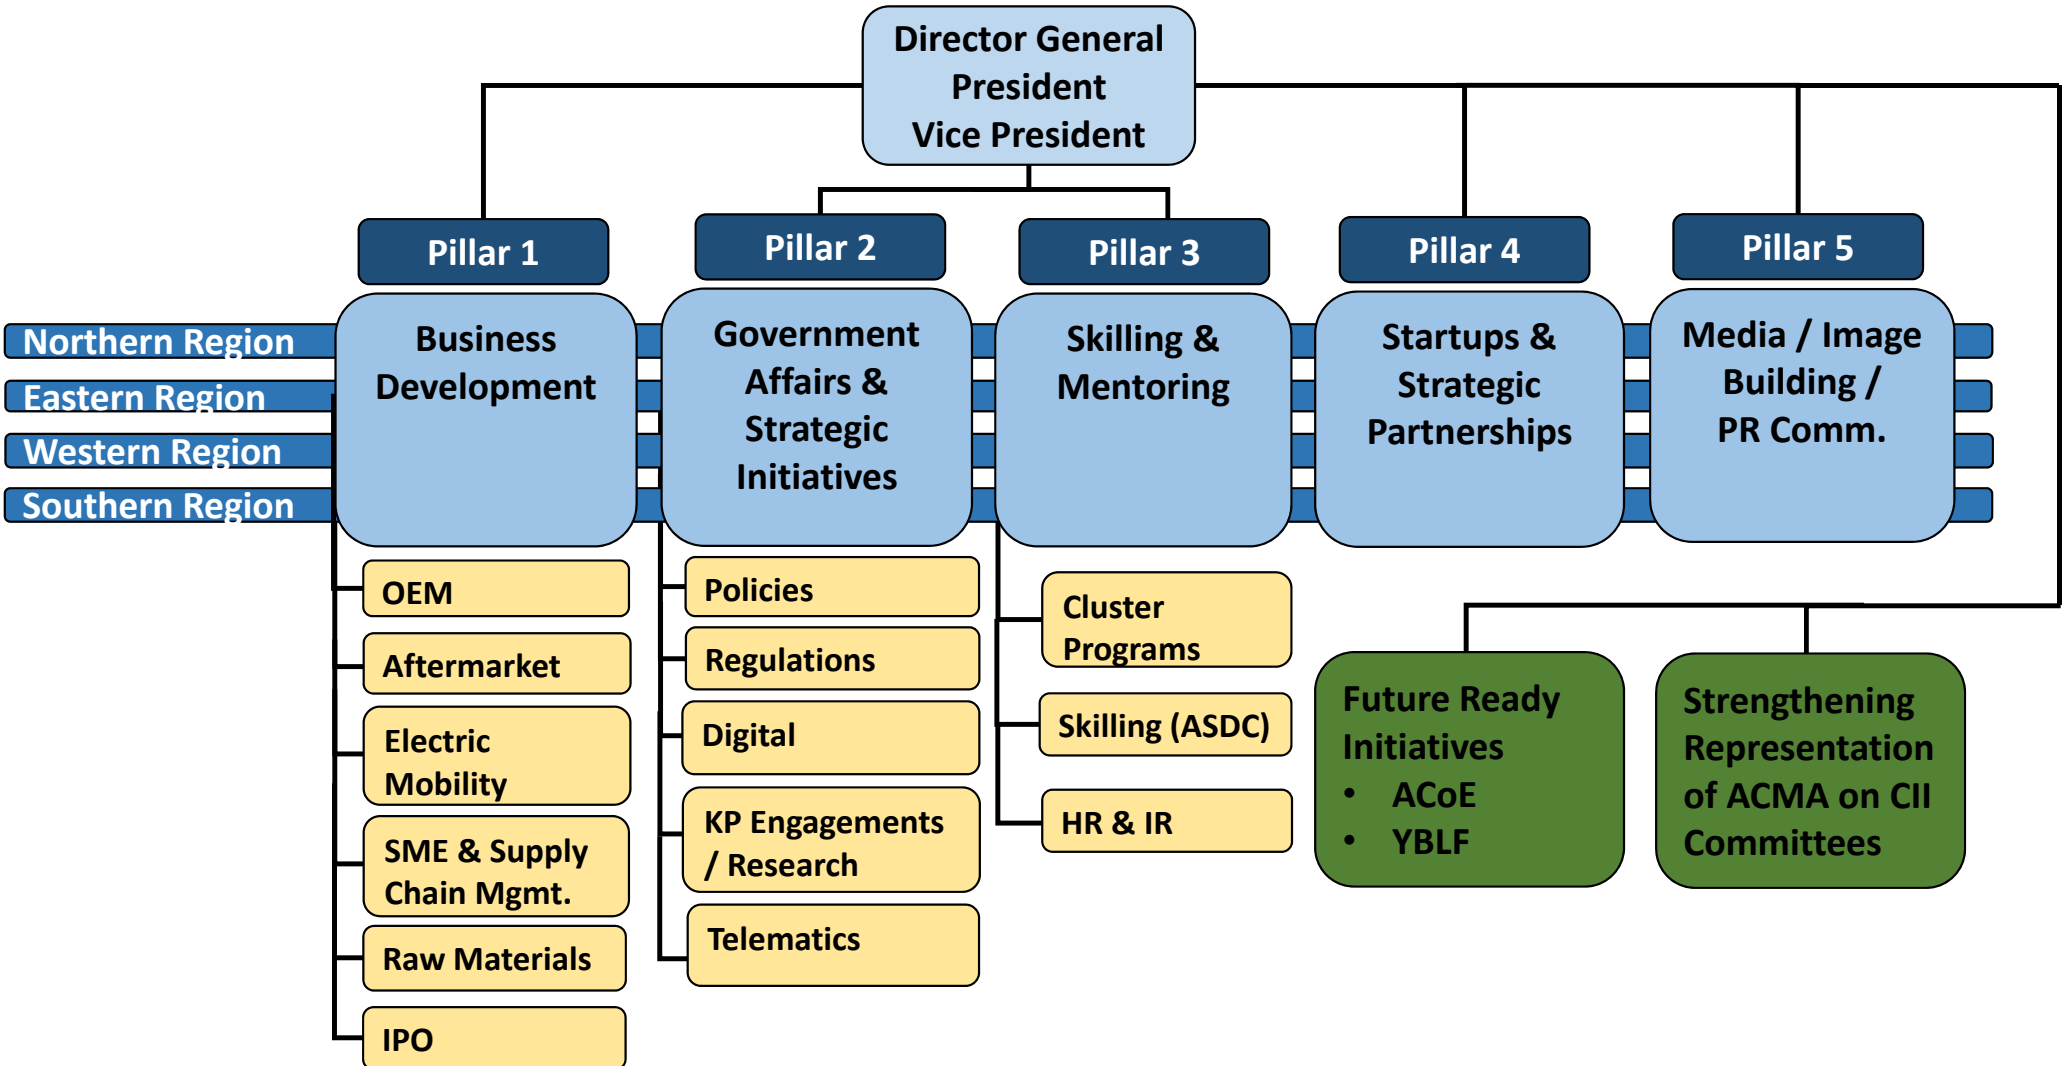 Director General
President
Vice President
Pillar 1
Pillar 2
Pillar 3
Pillar 4
Pillar 5
Northern Region
Eastern Region
Western Region
Southern Region
Business
Development
Government
Affairs &
Strategic
Initiatives
Skilling &
Mentoring
Startups &
Strategic
Partnerships
Media / Image
Building /
PR Comm.
OEM
Aftermarket
Electric
Mobility
SME & Supply
Chain Mgmt.
Raw Materials
IPO
Policies
Regulations
Digital
KP Engagements
/ Research
Telematics
Cluster
Programs
Skilling (ASDC)
HR & IR
Future Ready
Initiatives
• ACoE
• YBLF
Strengthening
Representation
of ACMA on CII
Committees